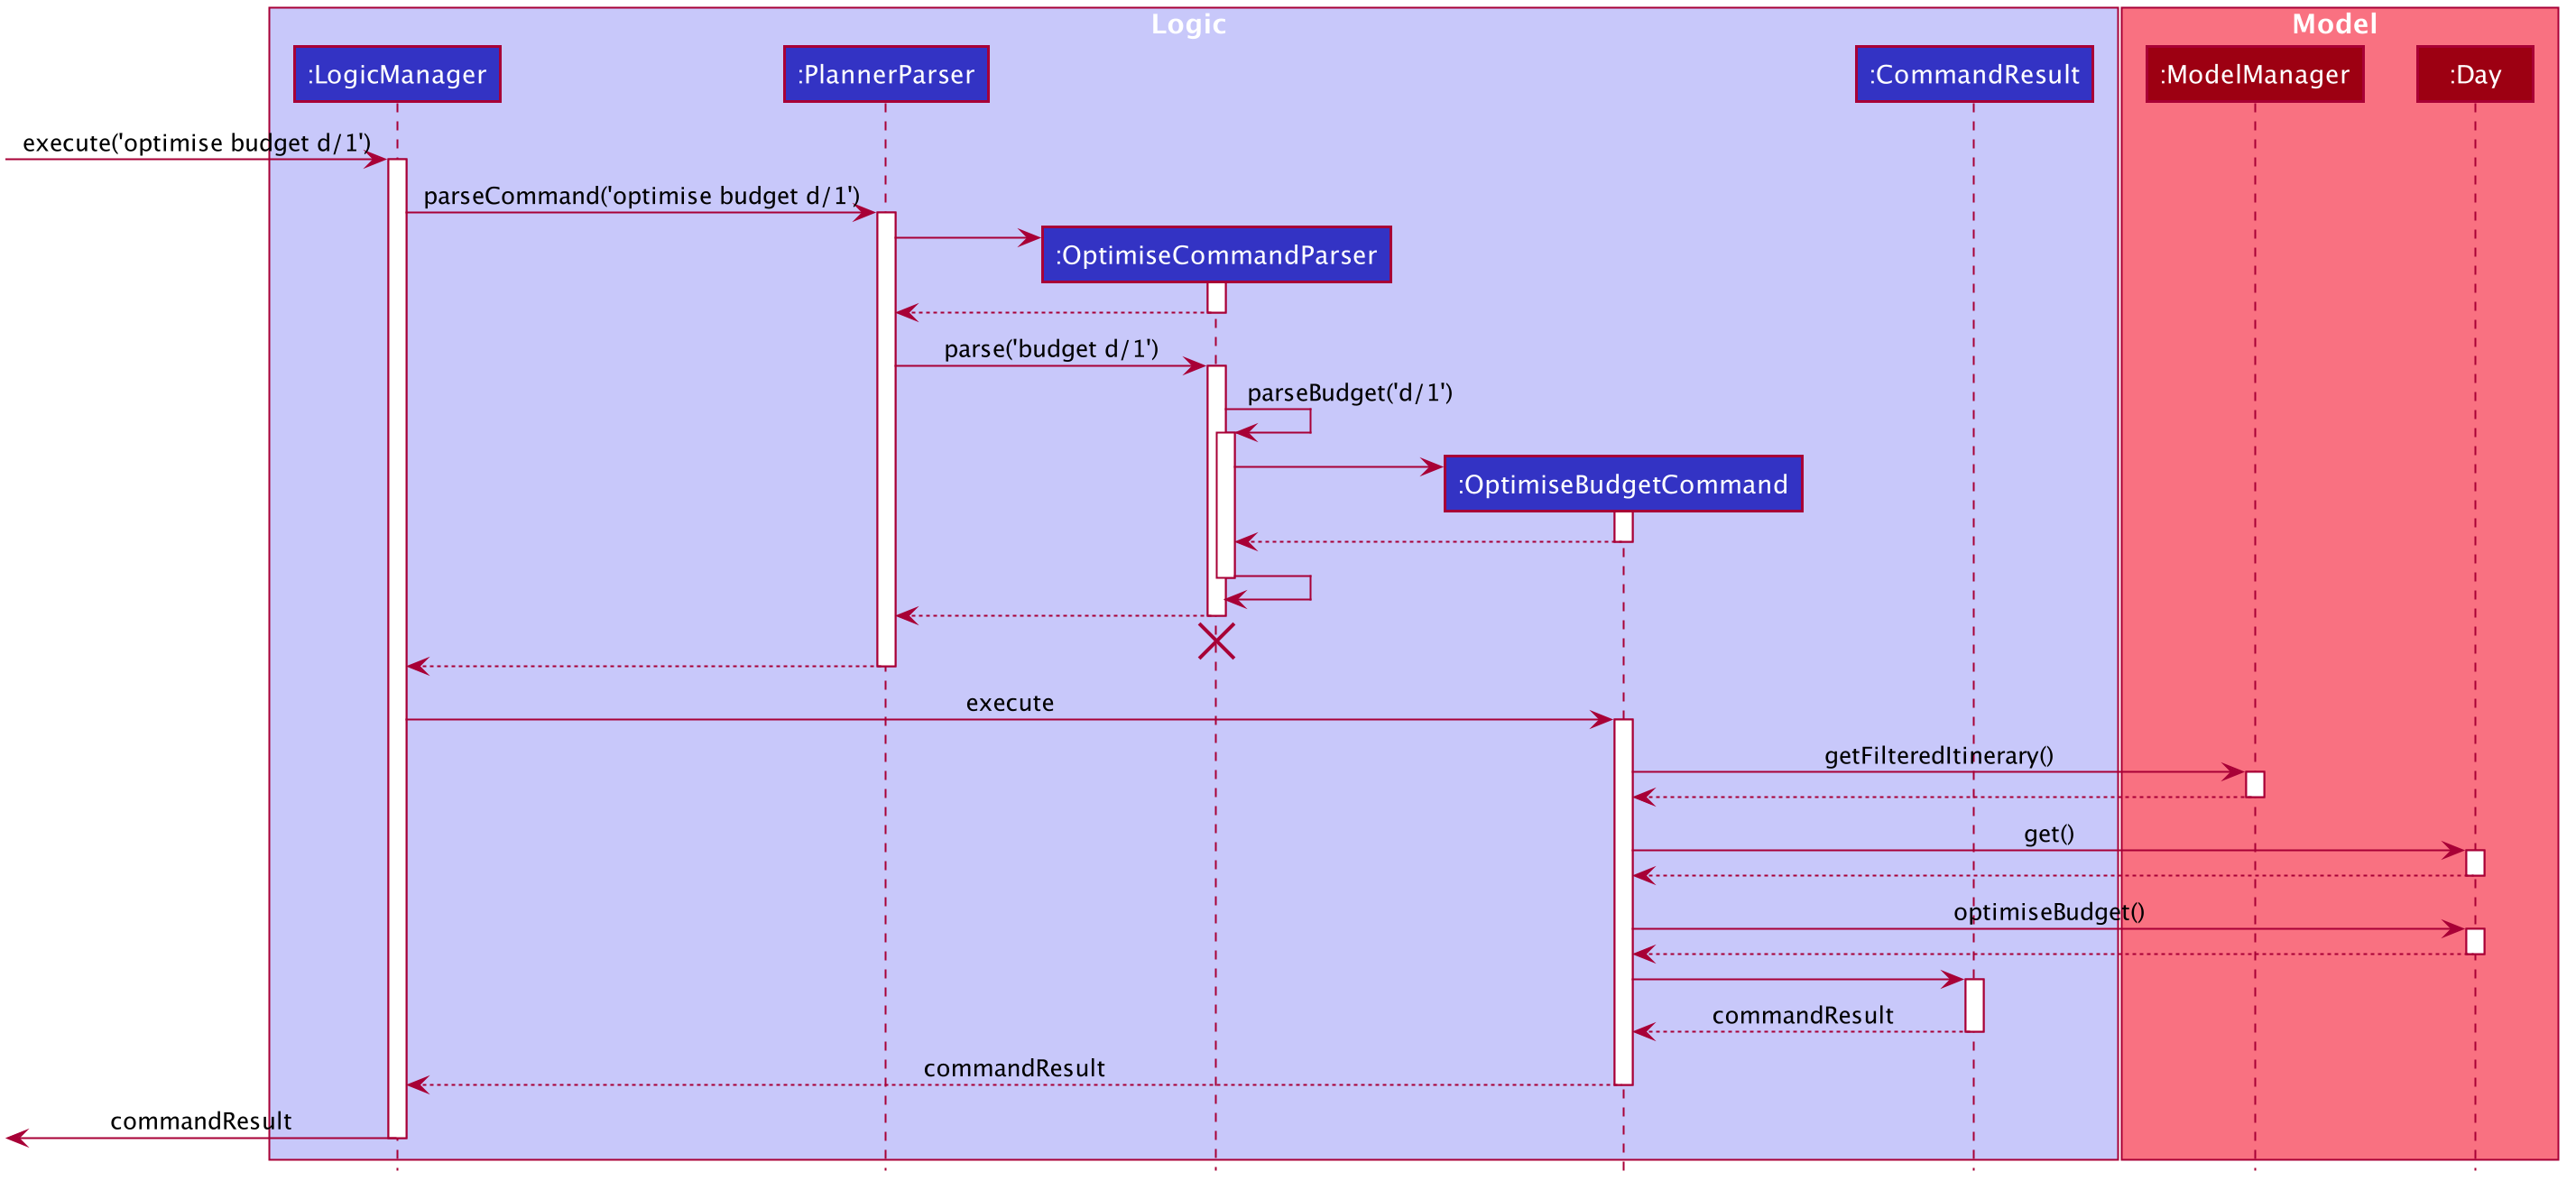 Logic
Model
:LogicManager
:PlannerParser
:CommandResult
:ModelManager
:Day
execute('optimise budget d/1')
parseCommand('optimise budget d/1')
:OptimiseCommandParser
parse('budget d/1')
parseBudget('d/1')
:OptimiseBudgetCommand
execute
getFilteredItinerary()
get()
optimiseBudget()
commandResult
commandResult
commandResult